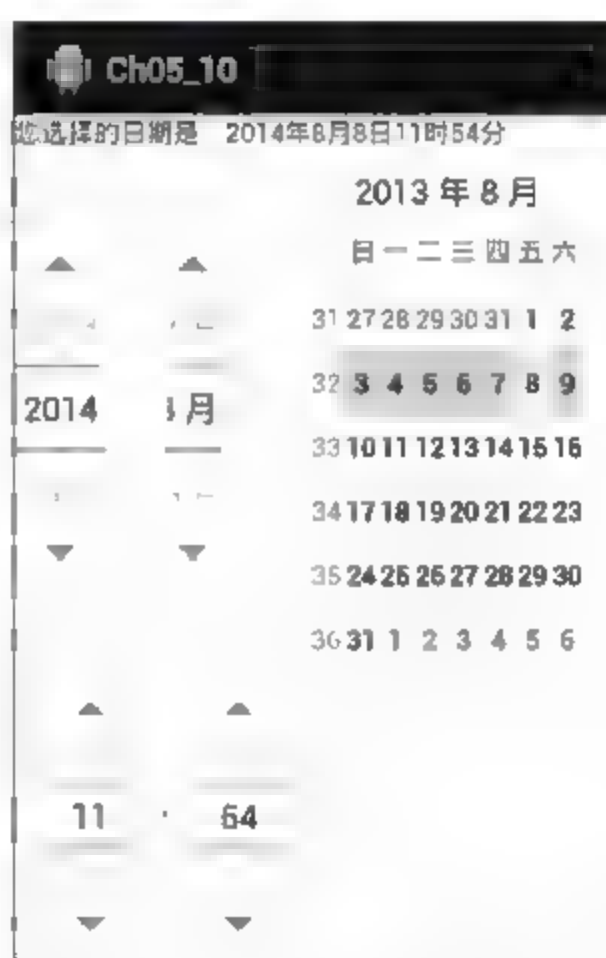 Ch05_10
您选择的日期是 2014年8月8日11时54分
2013 年 8 月
日 一 二 三 四 五 六
31 27 28 29 30 31 1 2
32 3 4 5 6 7 8 9
2014 月
33 10 11 12 13 14 15 16
34 17 18 19 20 21 22 23
35 24 25 26 27 28 29 30
36 31 1 2 3 4 5 6
11 54